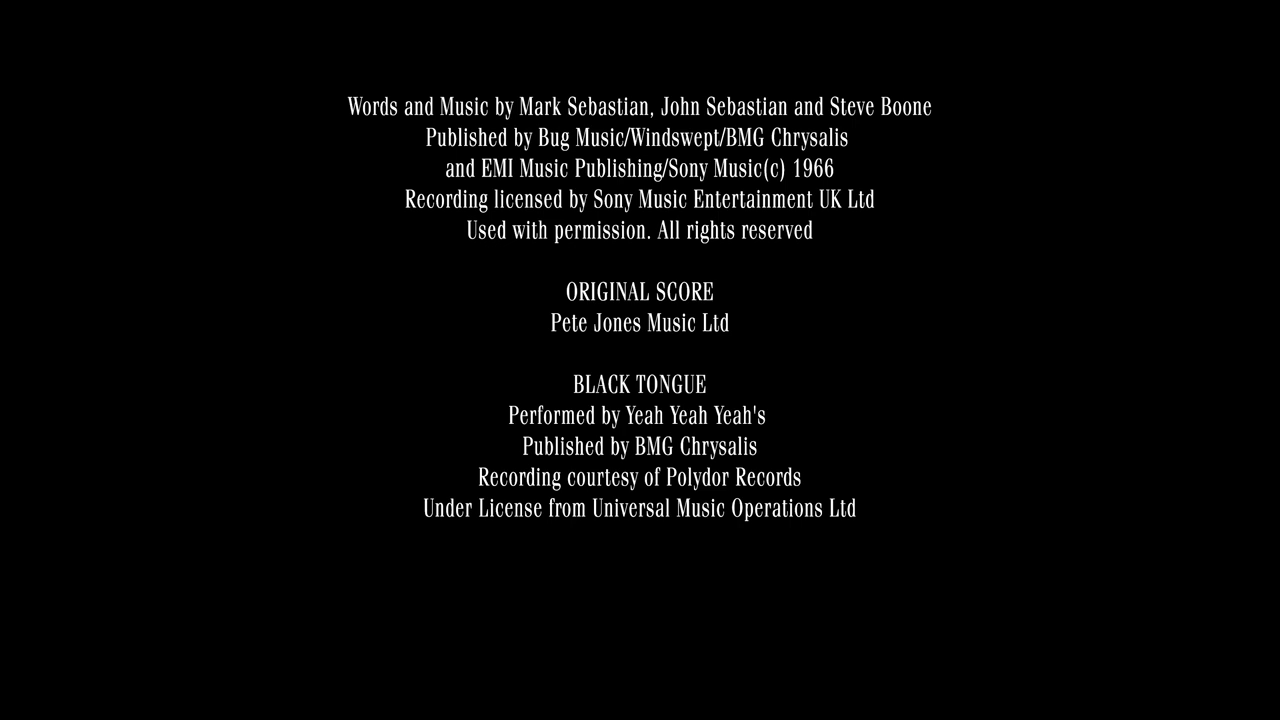 Words and Music by Mark Sebastian, John Sebastian and Steve Boone
Published by Bug Music/Windswept/BMG Chrysalis
and EMI Music Publishing/Sony Music(c) 1966
Recording licensed by Sony Music Entertainment UK Ltd
Used with permission. All rights reserved
ORIGINAL SCORE
Pete Jones Music Ltd
BLACK TONGUE
Performed by Yeah Yeah Yeah's
Published by BMG Chrysalis
Recording courtesy of Polydor Records
Under License from Universal Music Operations Ltd